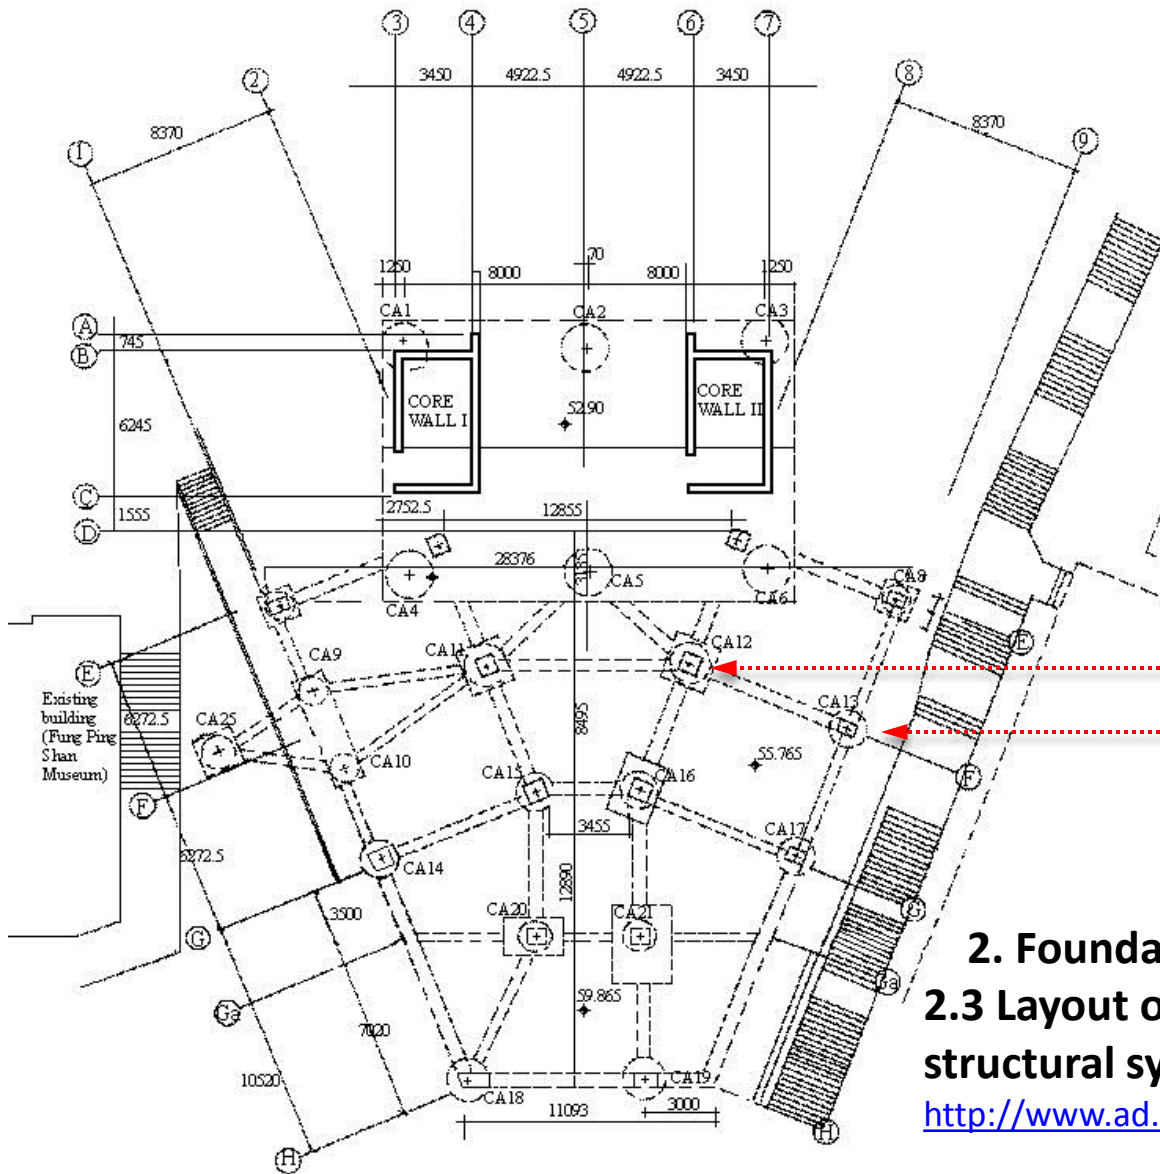 3 4 5 6 7
3450 4922.5 4922.5 3450
2 8
8370 8370
1 9
70
1250 8000 8000 1250
CA1 CA2 CA3
A
745
B
CORE
WALL I
CORE
WALL II
52.90
6245
C
2752.5 12855
1555
D
28376
CA5
CA4 CA6 CA8
CA11 CA12
E E
CA9
CA13
Existing
building
(Fung Ping
Shan
Museum)
6272.5
CA25
8495
CA10
CA15 CA16
55.765
F F
3455
CA17
6272.5
CA14
12890
3500
CA20 CA21
G G
Ga Ga
59.865
7020
10520
CA18 CA19
11093 3000
H H
2. Founda
2.3 Layout o
structural sy
http://www.ad.